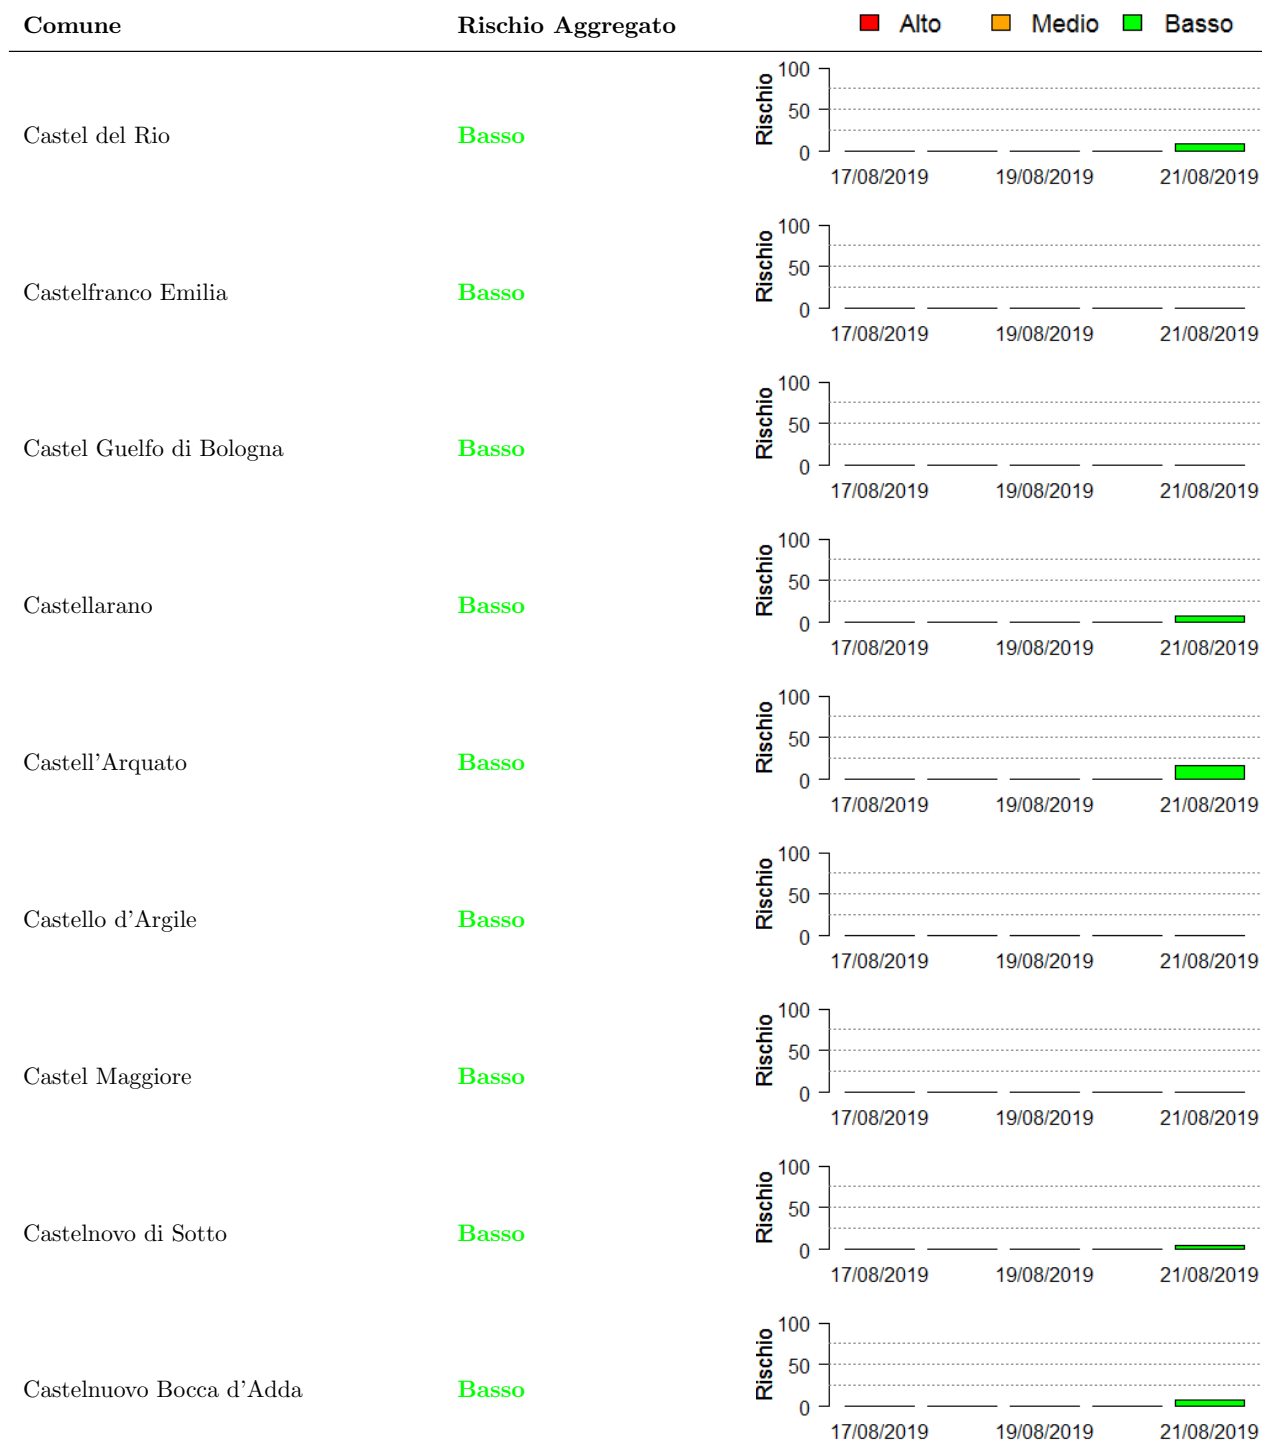 Comune Rischio Aggregato Alto Medio Basso
Castel del Rio Basso Rischio 100 50 0
17/08/2019 19/08/2019 21/08/2019
Castelfranco Emilia Basso Rischio 100 50 0
17/08/2019 19/08/2019 21/08/2019
Castel Guelfo di Bologna Basso Rischio 100 50 0
17/08/2019 19/08/2019 21/08/2019
Castellarano Basso Rischio 100 50 0
17/08/2019 19/08/2019 21/08/2019
Castell'Arquato Basso Rischio 100 50 0
17/08/2019 19/08/2019 21/08/2019
Castello d'Argile Basso Rischio 100 50 0
17/08/2019 19/08/2019 21/08/2019
Castel Maggiore Basso Rischio 100 50 0
17/08/2019 19/08/2019 21/08/2019
Castelnovo di Sotto Basso Rischio 100 50 0
17/08/2019 19/08/2019 21/08/2019
Castelnuovo Bocca d'Adda Basso Rischio 100 50 0
17/08/2019 19/08/2019 21/08/2019